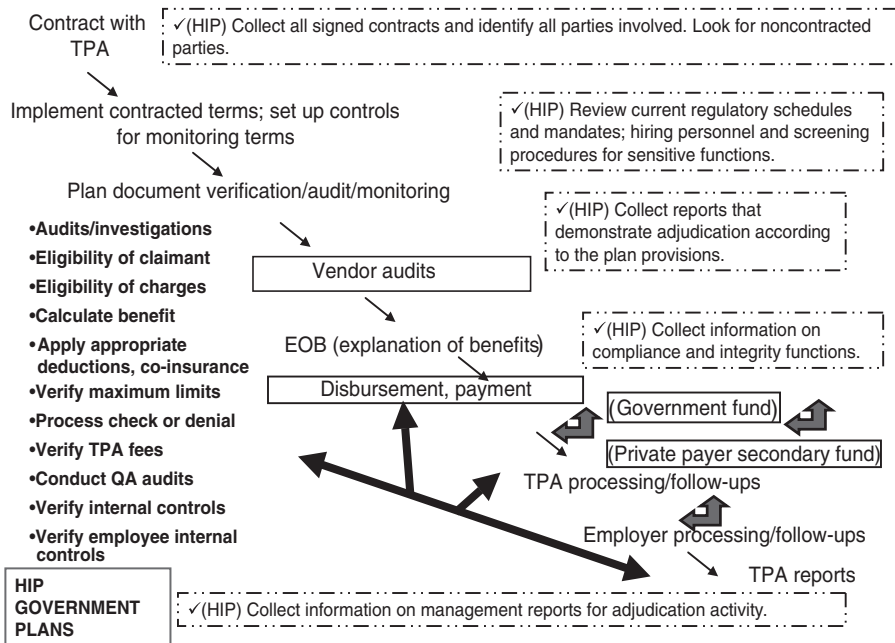 Contract with
TPA
✓(HIP) Collect all signed contracts and identify all parties involved. Look for noncontracted
parties.
Implement contracted terms; set up controls
for monitoring terms
✓(HIP) Review current regulatory schedules
and mandates; hiring personnel and screening
procedures for sensitive functions.
Plan document verification/audit/monitoring
✓(HIP) Collect reports that
demonstrate adjudication according
to the plan provisions.
•Audits/investigations
•Eligibility of claimant
•Eligibility of charges
•Calculate benefit
•Apply appropriate
deductions, co-insurance
•Verify maximum limits
•Process check or denial
•Verify TPA fees
•Conduct QA audits
•Verify internal controls
•Verify employee internal
controls
Vendor audits
EOB (explanation of benefits)
✓(HIP) Collect information on
compliance and integrity functions.
Disbursement, payment
(Government fund)
(Private payer secondary fund)
TPA processing/follow-ups
Employer processing/follow-ups
TPA reports
HIP
GOVERNMENT
PLANS
✓(HIP) Collect information on management reports for adjudication activity.